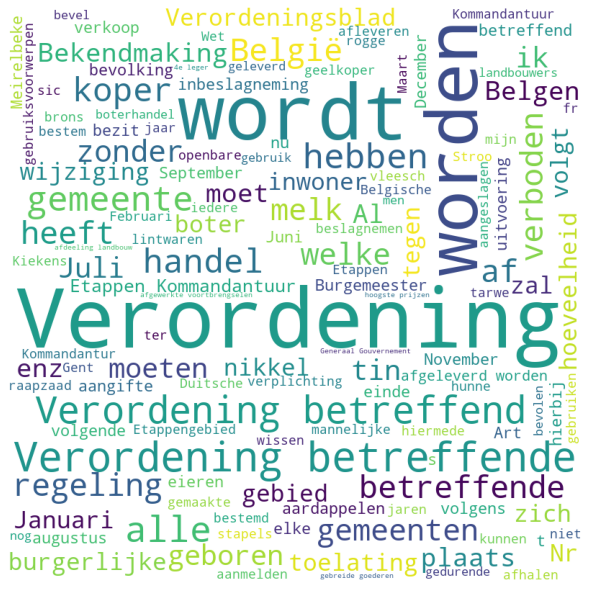 bevel
Verordeningsblad
Kommandantuur
verkoop
Wet
afleveren
betreffend
Bekendmaking
België
rogge
December
ik
Meirelbeke
gebruiksvoorwerpen
bevolking
4e leger
geleverd
geelkoper
Maart
landbouwers
sic
koper
inbeslagneming
wordt
worden
Belgen
brons
boterhandel
fr
bestem
bezit
jaar
nu
mijn
zonder
openbare
gebruik
hebben
vleesch
Stroo
verboden
volgt
wijziging
September
inwoner
Belgische
aangeslagen
uitvoering
gemeente
moet
melk
men
Al
tegen
Februari
iedere
boter
beslagnemen
heeft
lintwaren
Juni
welke
hoeveelheid
afdeeling landbouw
Kiekens
Juli
handel
Etappen
af
zal
Etappen Kommandantuur
Burgemeester
tarwe
afgewerkte voortbrengselen
hoogste prijzen
Verordening
ter
Kommandantur
Generaal Gouvernement
enz
Gent
moeten
nikkel
tin
November
hierbij
gebruiken
raapzaad
aangifte
Duitsche
verplichting
afgeleverd worden
hunne
bevolen
Verordening betreffend
einde
volgende
Etappengebied
mannelijke
hiermede
Art
wissen
Verordening betreffende
s
regeling
eieren
gebied
betreffende
gemaakte
aardappelen
jaren
volgens
zich
Januari
alle
bestemd
elke
gemeenten
t
Nr
nog
augustus
stapels
kunnen
niet
burgerlijke
geboren
toelating
plaats
aanmelden
gebreide goederen
gedurende
afhalen